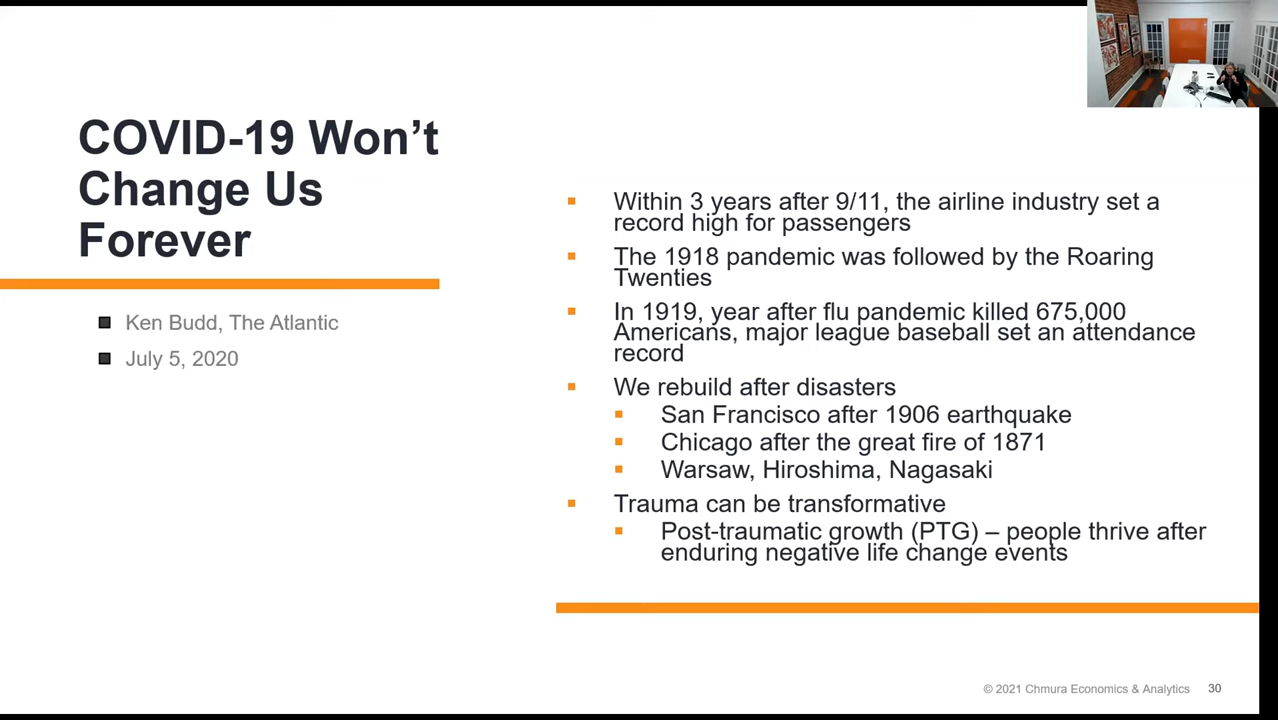 COVID-19 Won’t
Change Us
Forever
Ken Budd, The Atlantic
July 5, 2020
Within 3 years after 9/11, the airline industry set a
record high for passengers
The 1918 pandemic was followed by the Roaring
Twenties
In 1919, year after flu pandemic killed 675,000
Americans, major league baseball set an attendance
record
We rebuild after disasters
San Francisco after 1906 earthquake
Chicago after the great fire of 1871
Warsaw, Hiroshima, Nagasaki
Trauma can be transformative
Post-traumatic growth (PTG) – people thrive after
enduring negative life change events
© 2021 Chmura Economics & Analytics 30